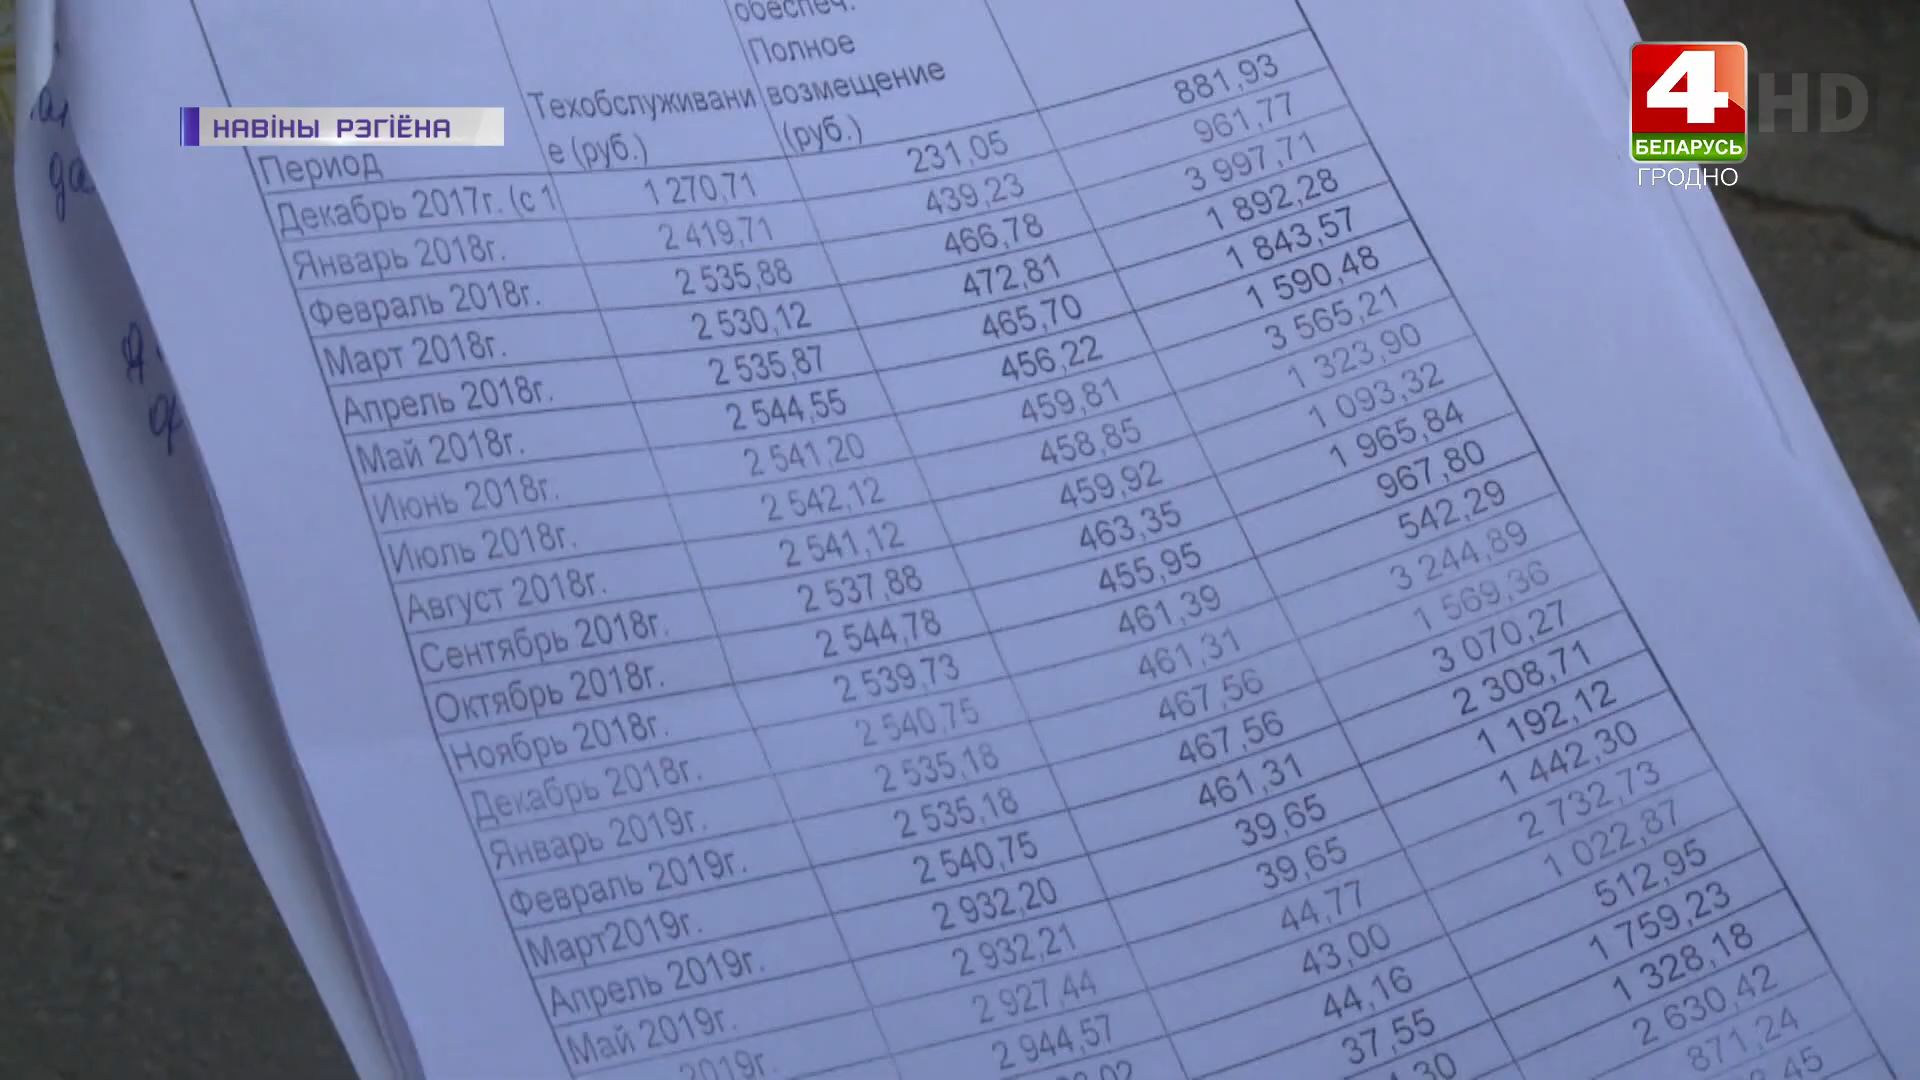 НАВІНЫ РЭГІЁНА
4HD
БЕЛАРУСЬ
ГРОДНО
Период
Техобслуживани
е (руб.)
обеспеч.
Полное
возмещение
(руб.)
Декабрь 2017г. (с 1 1 270,71 231,05 881,93
Январь 2018г. 2 419,71 439,23 961,77
Февраль 2018г. 2 535,88 466,78 3 997,71
Март 2018г. 2 530,12 472,81 1 892,28
Апрель 2018г. 2 535,87 465,70 1 843,57
Май 2018г. 2 544,55 456,22 1 590,48
Июнь 2018г. 2 541,20 459,81 3 565,21
Июль 2018г. 2 542,12 458,85 1 323,90
Август 2018г. 2 541,12 459,92 1 093,32
Сентябрь 2018г. 2 537,88 463,35 1 965,84
Октябрь 2018г. 2 544,78 455,95 967,80
Ноябрь 2018г. 2 539,73 461,39 542,29
Декабрь 2018г. 2 540,75 461,31 3 244,89
Январь 2019г. 2 535,18 467,56 1 569,36
Февраль 2019г. 2 535,18 467,56 3 070,27
Март2019г. 2 540,75 461,31 2 308,71
Апрель 2019г. 2 932,20 39,65 1 192,12
Май 2019г. 2 932,21 39,65 1 442,30
2019г. 2 927,44 44,77 2 732,73
2 944,57 43,00 1 022,87
44,16 512,95
37,55 1 759,23
1 328,18
2 630,42
871,24